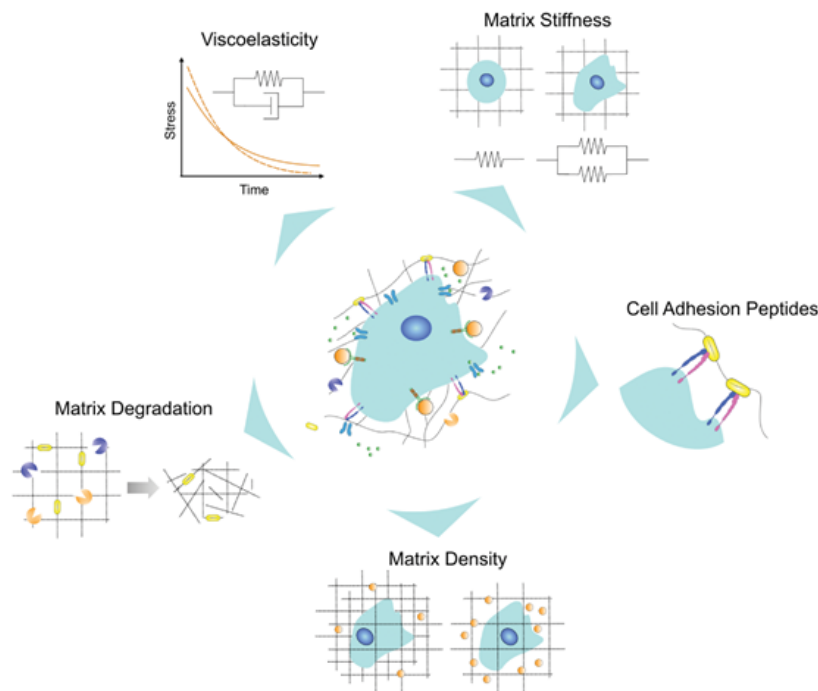 Matrix Stiffness
Viscoelasticity
Stress
Time
Cell Adhesion Peptides
Matrix Degradation
Matrix Density